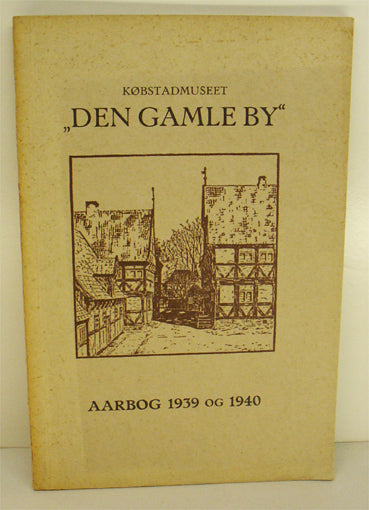 KØBSTADMUSEET
„DEN GAMLE BY“
AARBOG 1939 OG 1940